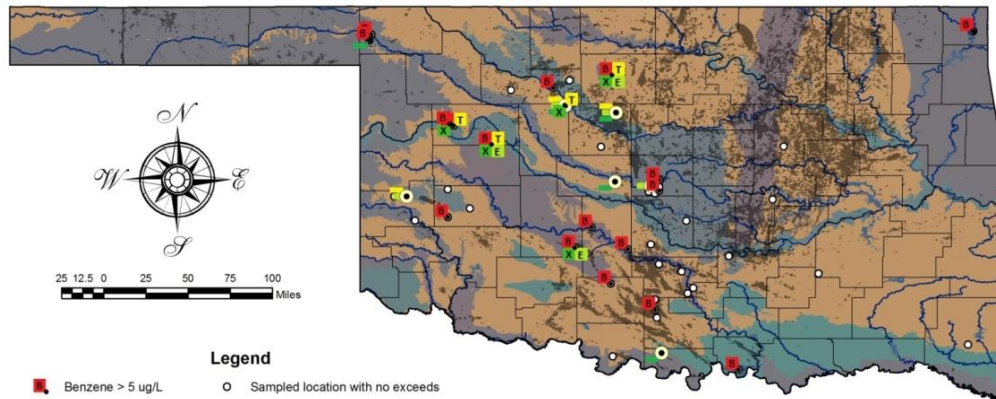 B
B
B T
X E
B
T
X
B T
X
B T
X E
B
B
B
B
B
B
X E
B
B
B
N
W E
S
25 12.5 0 25 50 75 100
Miles
Legend
B Benzene > 5 ug/L
Sampled location with no exceeds